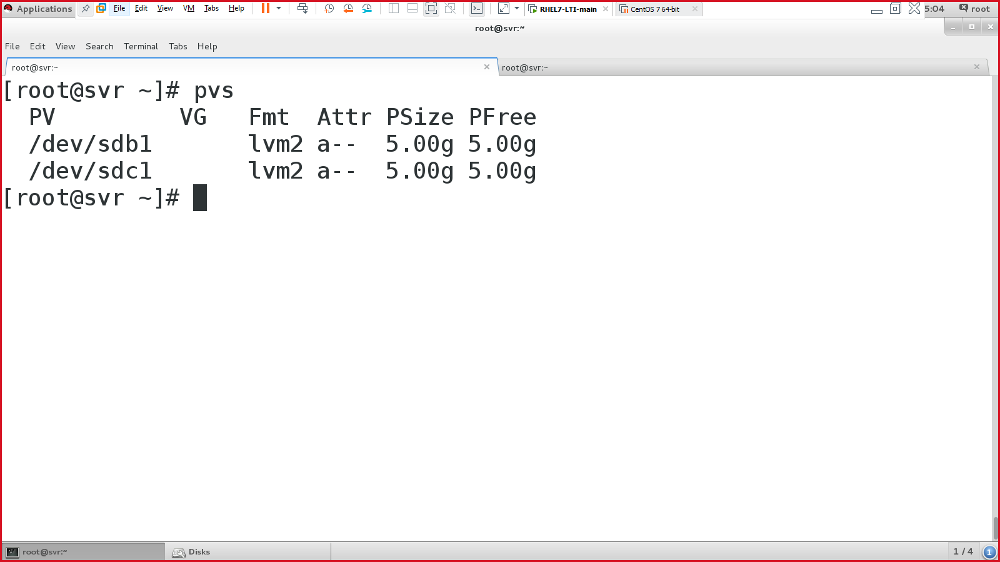 Applications File Edit View VM Tabs Help RHEL7-LTI-main CentOS 7 64-bit 5:04 root
root@svr:~
File Edit View Search Terminal Tabs Help
root@svr:~ root@svr:~
[root@svr ~]# pvs
  PV         VG   Fmt  Attr PSize PFree
  /dev/sdb1       lvm2 a--  5.00g 5.00g
  /dev/sdc1       lvm2 a--  5.00g 5.00g
[root@svr ~]#
root@svr:~ Disks 1 / 4 1